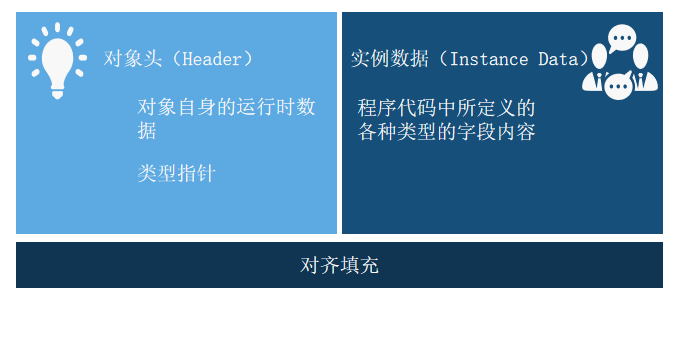 对象头（Header）
对象自身的运行时数
据
类型指针
实例数据（Instance Data）
程序代码中所定义的
各种类型的字段内容
对齐填充